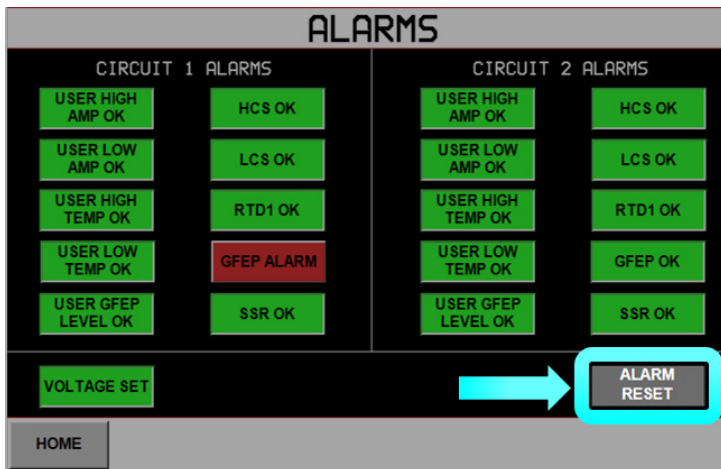 ALARMS
CIRCUIT 1 ALARMS
USER HIGH
AMP OK
HCS OK
USER LOW
AMP OK
LCS OK
USER HIGH
TEMP OK
RTD1 OK
USER LOW
TEMP OK
GFEP ALARM
USER GFEP
LEVEL OK
SSR OK
CIRCUIT 2 ALARMS
USER HIGH
AMP OK
HCS OK
USER LOW
AMP OK
LCS OK
USER HIGH
TEMP OK
RTD1 OK
USER LOW
TEMP OK
GFEP OK
USER GFEP
LEVEL OK
SSR OK
VOLTAGE SET
ALARM
RESET
HOME